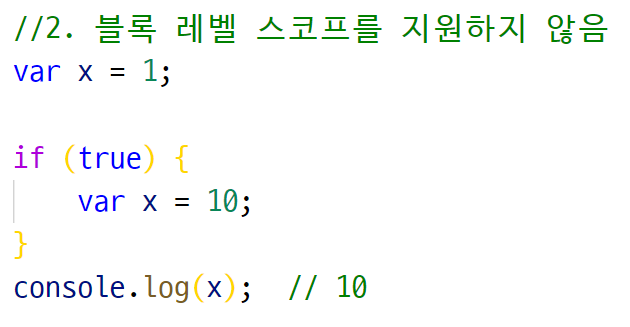 //2. 블록 레벨 스코프를 지원하지 않음
var x = 1;
if (true) {
var x = 10;
}
console.log(x);  // 10